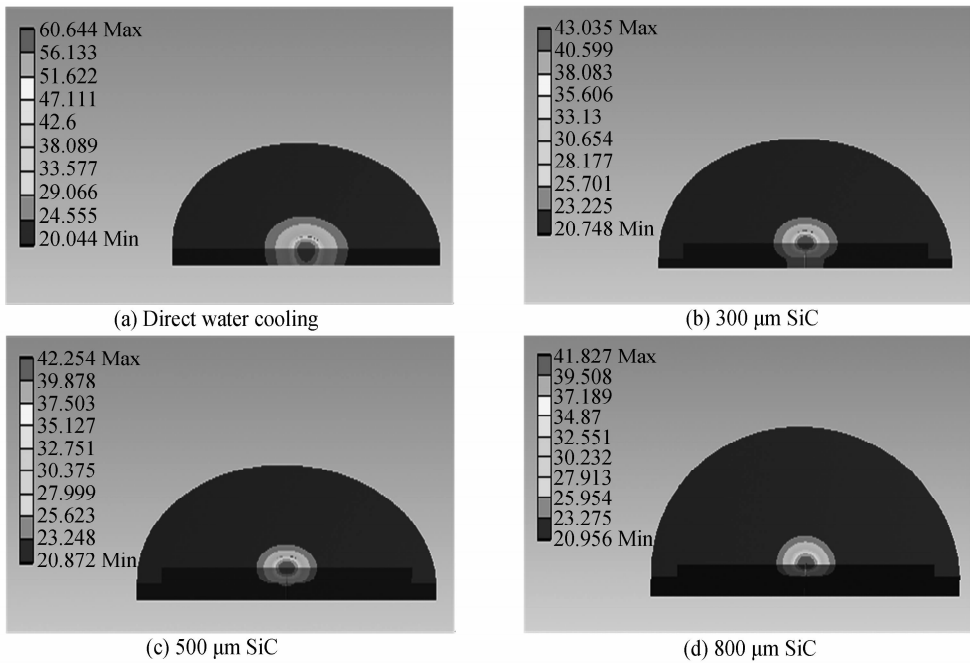 60.644 Max
56.133
51.622
47.111
42.6
38.089
33.577
29.066
24.555
20.044 Min
(a) Direct water cooling
43.035 Max
40.599
38.083
35.606
33.13
30.654
28.177
25.701
23.225
20.748 Min
(b) 300 μm SiC
42.254 Max
39.878
37.503
35.127
32.751
30.375
27.999
25.623
23.248
20.872 Min
(c) 500 μm SiC
41.827 Max
39.508
37.189
34.87
32.551
30.232
27.913
25.954
23.275
20.956 Min
(d) 800 μm SiC